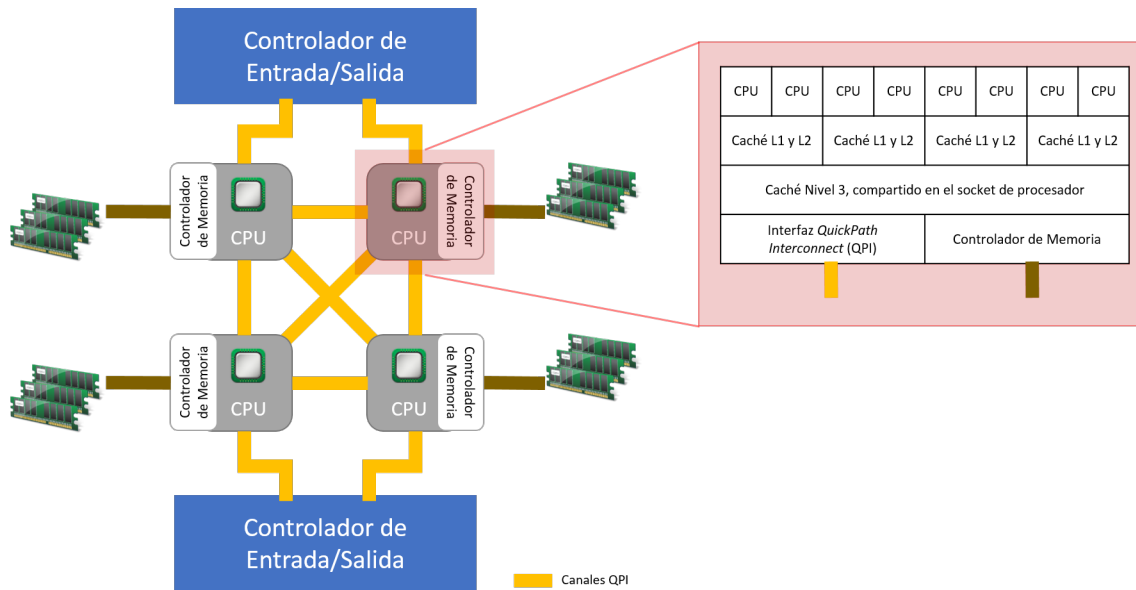 Controlador de
Entrada/Salida
Controlador
de Memoria
CPU
CPU
Controlador
de Memoria
Controlador
de Memoria
CPU
CPU
Controlador
de Memoria
Controlador de
Entrada/Salida
Canales QPI
CPU CPU CPU CPU CPU CPU CPU CPU
Caché L1 y L2 Caché L1 y L2 Caché L1 y L2 Caché L1 y L2
Caché Nivel 3, compartido en el socket de procesador
Interfaz QuickPath
Interconnect (QPI)
Controlador de Memoria